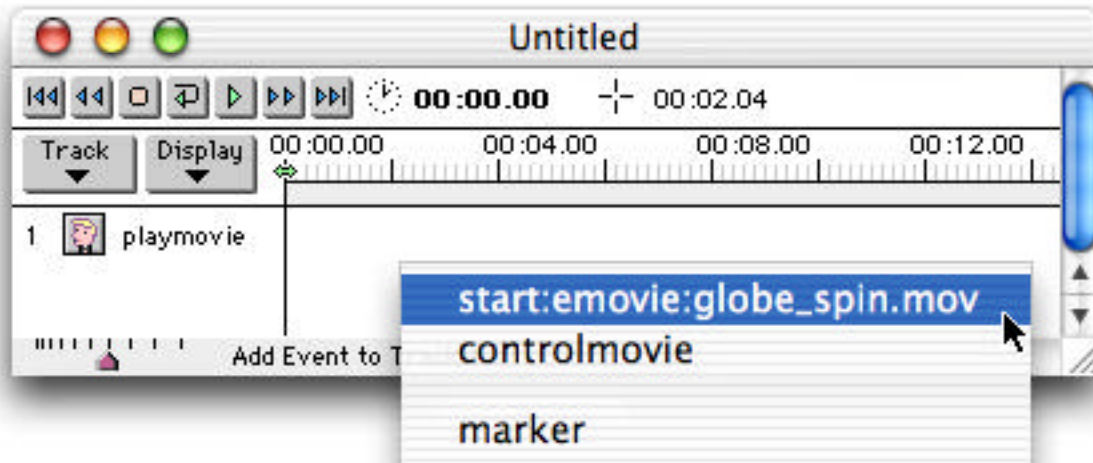 Untitled
00:00.00 00:02.04
Track Display 00:00.00 00:04.00 00:08.00 00:12.00
1 playmovie
start:emovie:globe_spin.mov
Add Event to T
controlmovie
marker